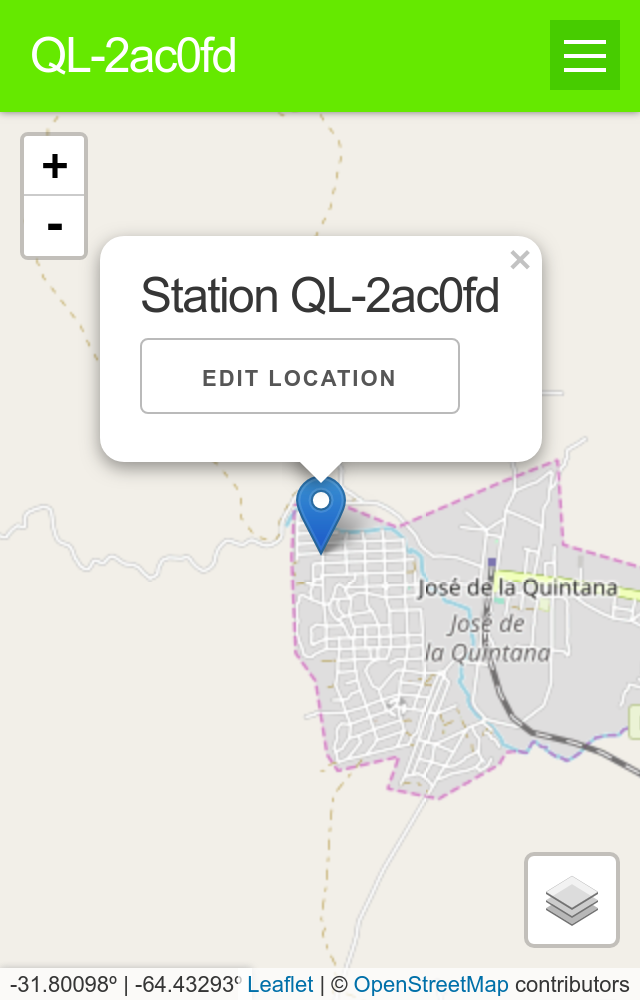 QL-2ac0fd
+
-
×
Station QL-2ac0fd
EDIT LOCATION
José de la Quintana
José de
la Quintana
-31.80098º | -64.43293º Leaflet | © OpenStreetMap contributors